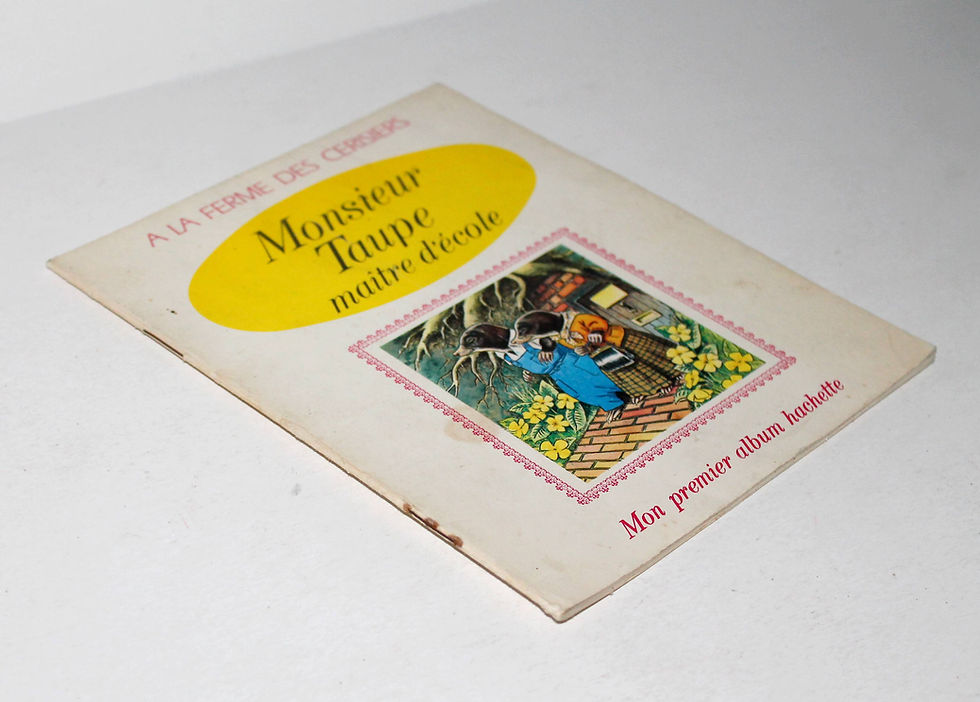 A LA FERME DES CERISIERS
Monsieur
Taupe
maître d'école
Mon premier album hachette